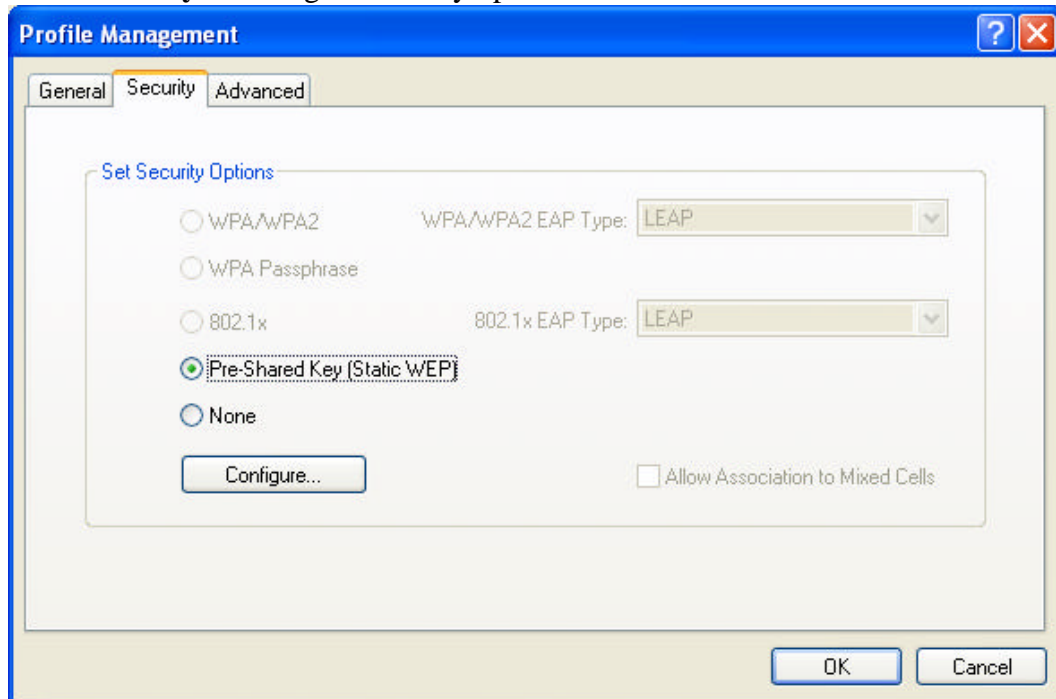 Profile Management
General Security Advanced
Set Security Options
WPA/WPA2 WPA/WPA2 EAP Type: LEAP
WPA Passphrase
802.1x 802.1x EAP Type: LEAP
Pre-Shared Key (Static WEP)
None
Configure... Allow Association to Mixed Cells
OK Cancel